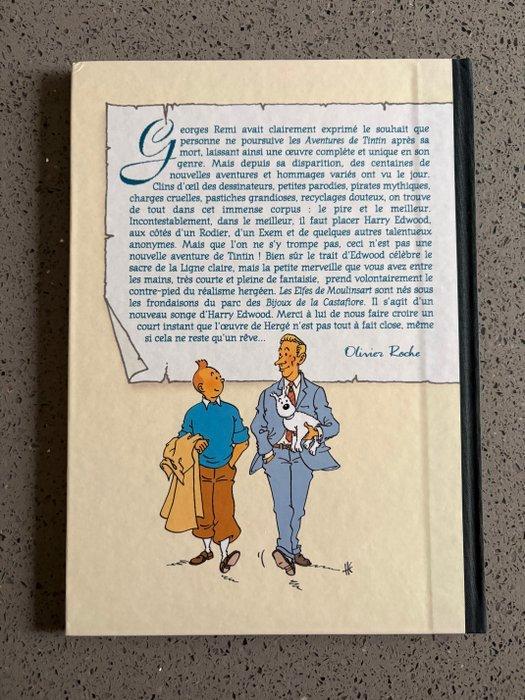 Georges Remi avait clairement exprimé le souhait que
personne ne poursuive les Aventures de Tintin après sa
mort, laissant ainsi une œuvre complète et unique en son
genre. Mais depuis sa disparition, des centaines de
nouvelles aventures et hommages variés ont vu le jour.
Clins d'œil des dessinateurs, petites parodies, pirates mythiques,
charges cruelles, pastiches grandioses, recyclages douteux, on trouve
de tout dans cet immense corpus : le pire et le meilleur.
Incontestablement, dans le meilleur, il faut placer Harry Edwood,
aux côtés d'un Rodier, d'un Exem et de quelques autres talentueux
anonymes. Mais que l'on ne s'y trompe pas, ceci n'est pas une
nouvelle aventure de Tintin ! Bien sûr le trait d'Edwood célèbre le
sacre de la Ligne claire, mais la petite merveille que vous avez entre
les mains, très courte et pleine de fantaisie, prend volontairement le
contre-pied du réalisme hergéen. Les Elfes de Moulinsart sont nés sous
les frondaisons du parc des Bijoux de la Castafiore. Il s'agit d'un
nouveau songe d'Harry Edwood. Merci à lui de nous faire croire un
court instant que l'œuvre de Hergé n'est pas tout à fait close, même
si cela ne reste qu'un rêve...
Olivier Roche